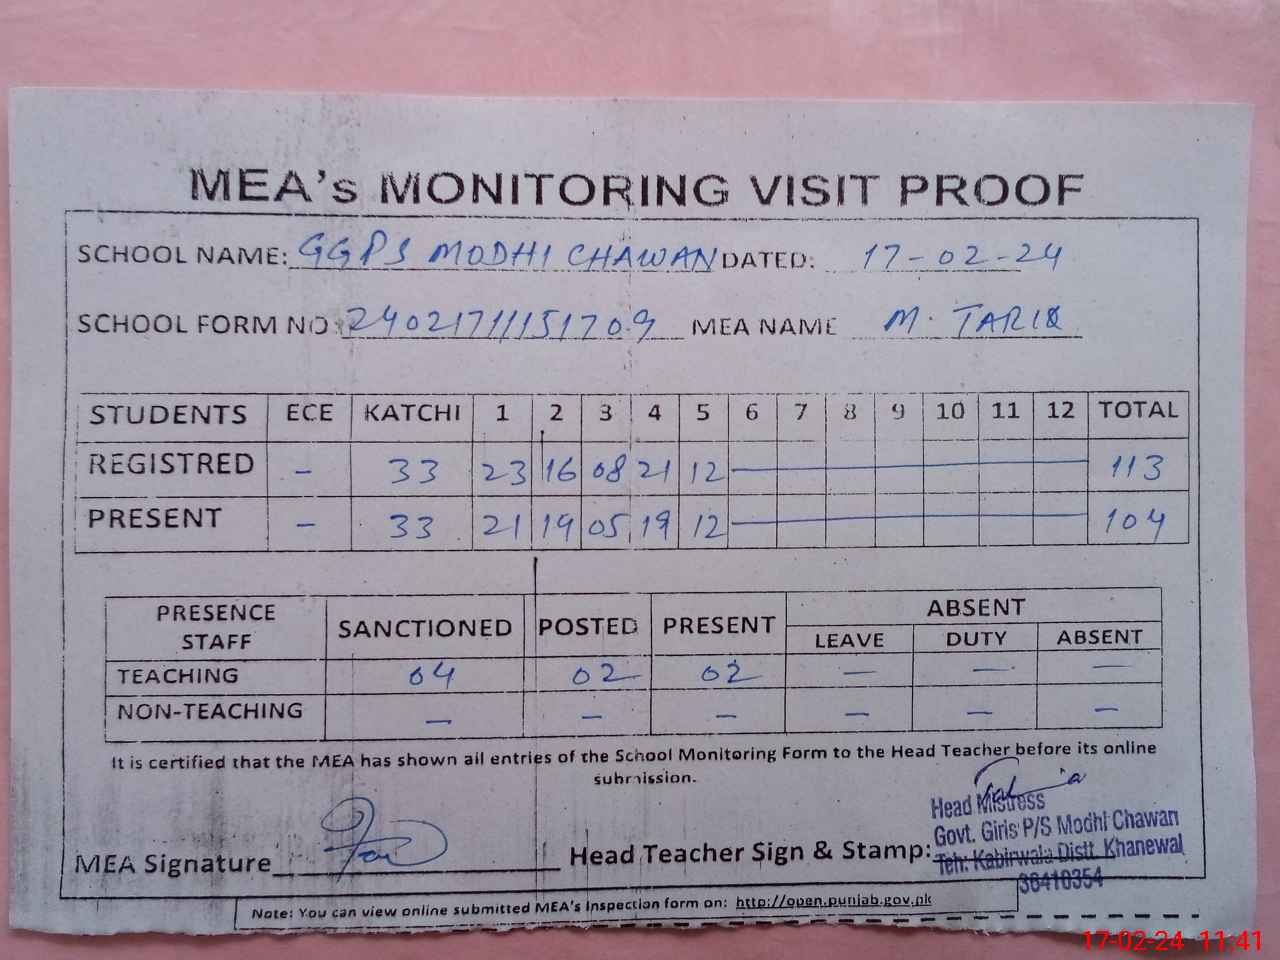 MEA's MONITORING VISIT PROOF
SCHOOL NAME: GGPS MODHI CHAWAN DATED: 17-02-24
SCHOOL FORM NO: 24021711151709 MEA NAME M. TARIQ
STUDENTS ECE KATCHI 1 2 3 4 5 6 7 8 9 10 11 12 TOTAL
REGISTRED - 33 23 16 08 21 12 113
PRESENT - 33 21 19 05 19 12 104
PRESENCE STAFF SANCTIONED POSTED PRESENT ABSENT
LEAVE DUTY ABSENT
TEACHING 04 02 02 — — —
NON-TEACHING — — — — — —
It is certified that the MEA has shown all entries of the School Monitoring Form to the Head Teacher before its online
submission.
MEA Signature
Head Teacher Sign & Stamp:
Head Mistress
Govt. Girls P/S Modhi Chawan
Teh: Kabirwala Distt. Khanewal
36410354
Note: You can view online submitted MEA's Inspection form on: http://open.punjab.gov.pk
17-02-24 11:41